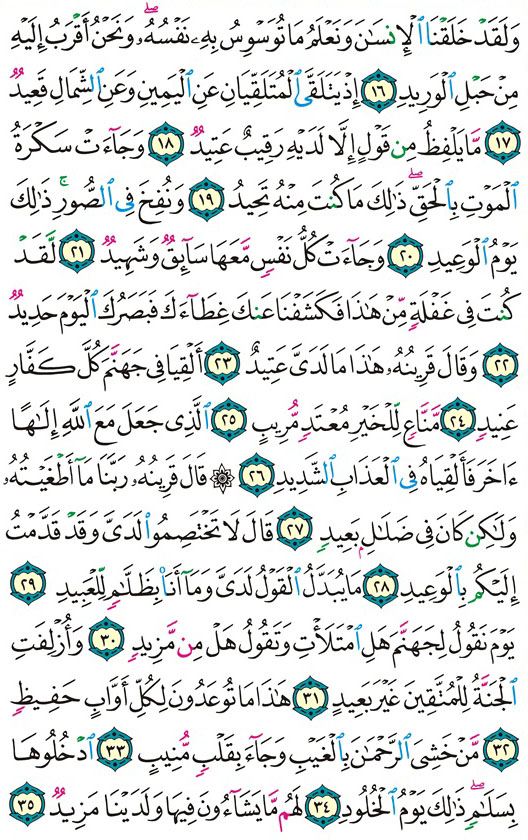 وَلَقَدْ خَلَقْنَا ٱلْإِنسَـٰنَ وَنَعْلَمُ مَا تُوَسْوِسُ بِهِۦ نَفْسُهُۥ ۖ وَنَحْنُ أَقْرَبُ إِلَيْهِ
مِنْ حَبْلِ ٱلْوَرِيدِ ١٦ إِذْ يَتَلَقَّى ٱلْمُتَلَقِّيَانِ عَنِ ٱلْيَمِينِ وَعَنِ ٱلشِّمَالِ قَعِيدٌ
١٧ مَّا يَلْفِظُ مِن قَوْلٍ إِلَّا لَدَيْهِ رَقِيبٌ عَتِيدٌ ١٨ وَجَآءَتْ سَكْرَةُ
ٱلْمَوْتِ بِٱلْحَقِّ ۖ ذَٰلِكَ مَا كُنتَ مِنْهُ تَحِيدُ ١٩ وَنُفِخَ فِى ٱلصُّورِ ۚ ذَٰلِكَ
يَوْمُ ٱلْوَعِيدِ ٢٠ وَجَآءَتْ كُلُّ نَفْسٍ مَّعَهَا سَآئِقٌ وَشَهِيدٌ ٢١ لَّقَدْ
كُنتَ فِى غَفْلَةٍ مِّنْ هَـٰذَا فَكَشَفْنَا عَنكَ غِطَآءَكَ فَبَصَرُكَ ٱلْيَوْمَ حَدِيدٌ
٢٢ وَقَالَ قَرِينُهُۥ هَـٰذَا مَا لَدَىَّ عَتِيدٌ ٢٣ أَلْقِيَا فِى جَهَنَّمَ كُلَّ كَفَّارٍ
عَنِيدٍ ٢٤ مَّنَّاعٍ لِّلْخَيْرِ مُعْتَدٍ مُّرِيبٍ ٢٥ ٱلَّذِى جَعَلَ مَعَ ٱللَّهِ إِلَـٰهًا
ءَاخَرَ فَأَلْقِيَاهُ فِى ٱلْعَذَابِ ٱلشَّدِيدِ ٢٦ ۞ قَالَ قَرِينُهُۥ رَبَّنَا مَآ أَطْغَيْتُهُۥ
وَلَـٰكِن كَانَ فِى ضَلَـٰلٍۭ بَعِيدٍ ٢٧ قَالَ لَا تَخْتَصِمُوا۟ لَدَىَّ وَقَدْ قَدَّمْتُ
إِلَيْكُم بِٱلْوَعِيدِ ٢٨ مَا يُبَدَّلُ ٱلْقَوْلُ لَدَىَّ وَمَآ أَنَا۠ بِظَلَّـٰمٍ لِّلْعَبِيدِ ٢٩
يَوْمَ نَقُولُ لِجَهَنَّمَ هَلِ ٱمْتَلَأْتِ وَتَقُولُ هَلْ مِن مَّزِيدٍ ٣٠ وَأُزْلِفَتِ
ٱلْجَنَّةُ لِلْمُتَّقِينَ غَيْرَ بَعِيدٍ ٣١ هَـٰذَا مَا تُوعَدُونَ لِكُلِّ أَوَّابٍ حَفِيظٍ
٣٢ مَّنْ خَشِىَ ٱلرَّحْمَـٰنَ بِٱلْغَيْبِ وَجَآءَ بِقَلْبٍ مُّنِيبٍ ٣٣ ٱدْخُلُوهَا
بِسَلَـٰمٍ ۖ ذَٰلِكَ يَوْمُ ٱلْخُلُودِ ٣٤ لَهُم مَّا يَشَآءُونَ فِيهَا وَلَدَيْنَا مَزِيدٌ ٣٥